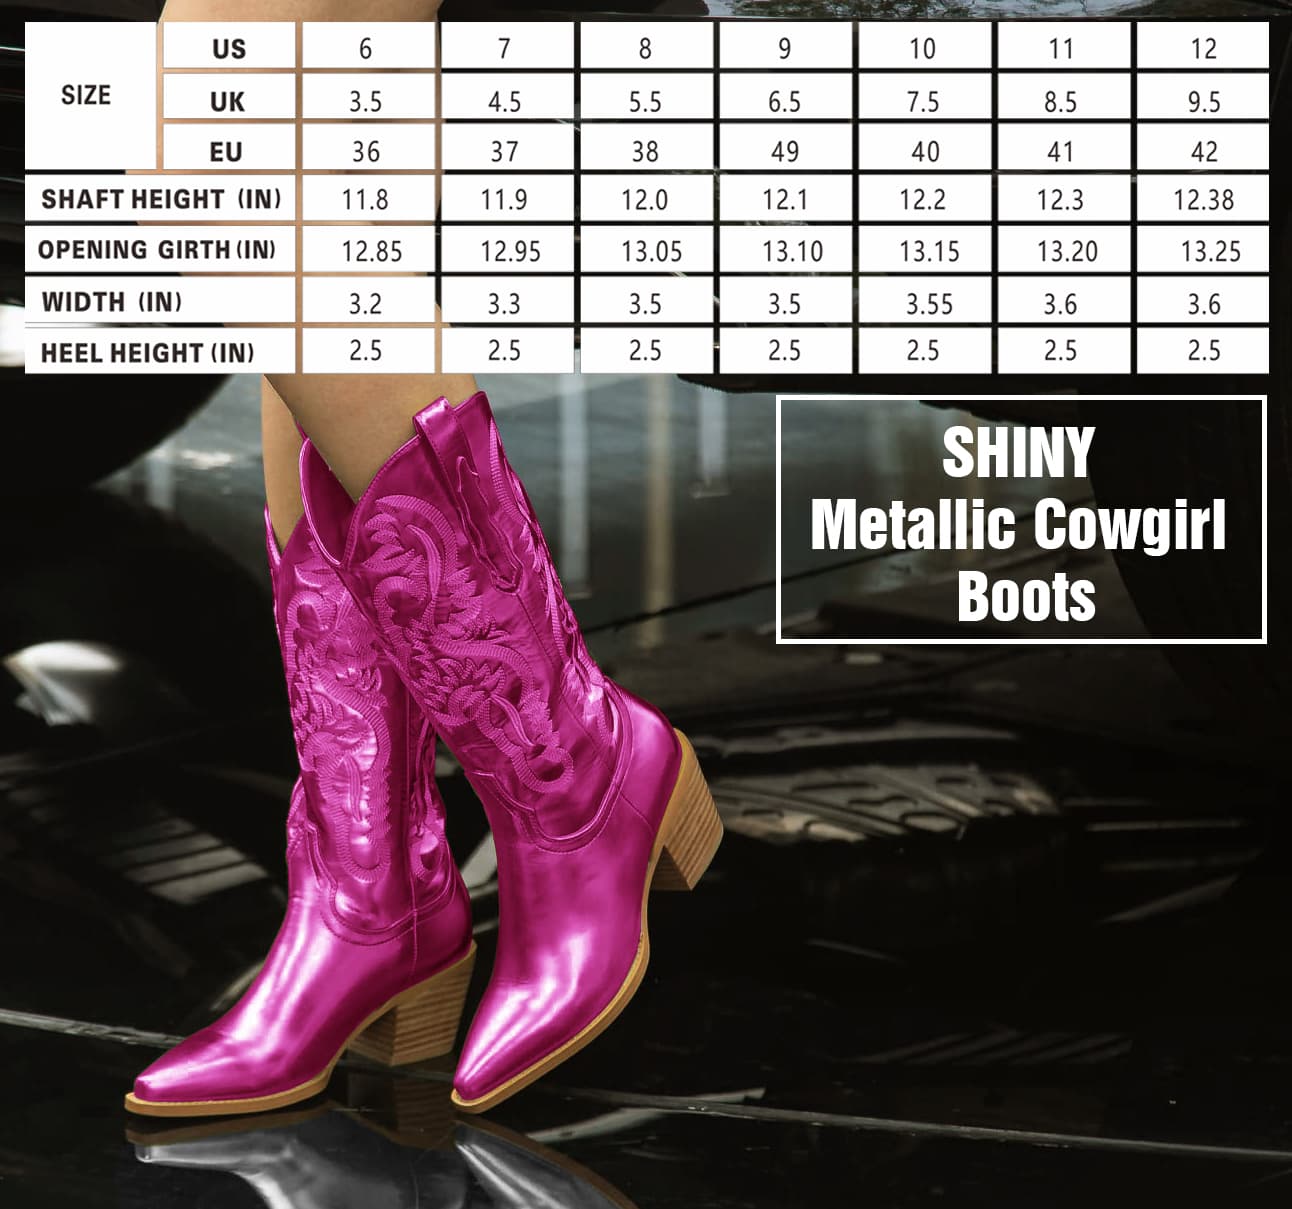 SIZE US 6 7 8 9 10 11 12
UK 3.5 4.5 5.5 6.5 7.5 8.5 9.5
EU 36 37 38 49 40 41 42
SHAFT HEIGHT (IN) 11.8 11.9 12.0 12.1 12.2 12.3 12.38
OPENING GIRTH (IN) 12.85 12.95 13.05 13.10 13.15 13.20 13.25
WIDTH (IN) 3.2 3.3 3.5 3.5 3.55 3.6 3.6
HEEL HEIGHT (IN) 2.5 2.5 2.5 2.5 2.5 2.5 2.5
SHINY
Metallic Cowgirl
Boots